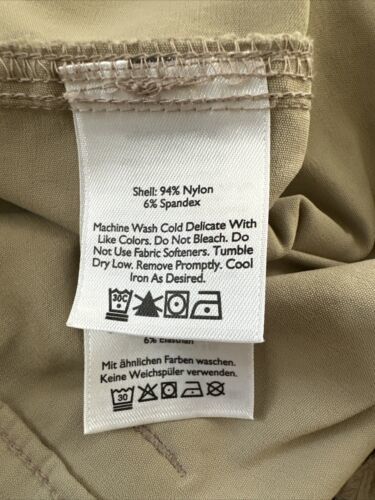 Shell: 94% Nylon
6% Spandex
Machine Wash Cold Delicate With
Like Colors. Do Not Bleach. Do
Not Use Fabric Softeners. Tumble
Dry Low. Remove Promptly. Cool
Iron As Desired.
30C
6% Elasthan
Mit ähnlichen Farben waschen.
Keine Weichspüler verwenden.
30